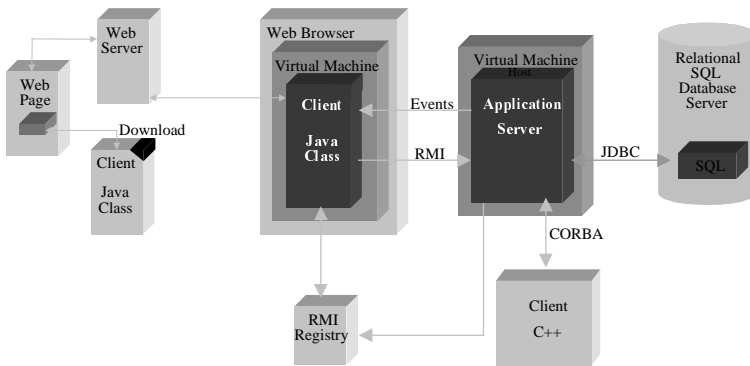 Web
Server
Web
Page
Download
Client
Java
Class
Web Browser
Virtual Machine
Client
Java
Class
Events
RMI
Virtual Machine
Host
Application
Server
JDBC
Relational
SQL
Database
Server
SQL
CORBA
RMI
Registry
Client
C++